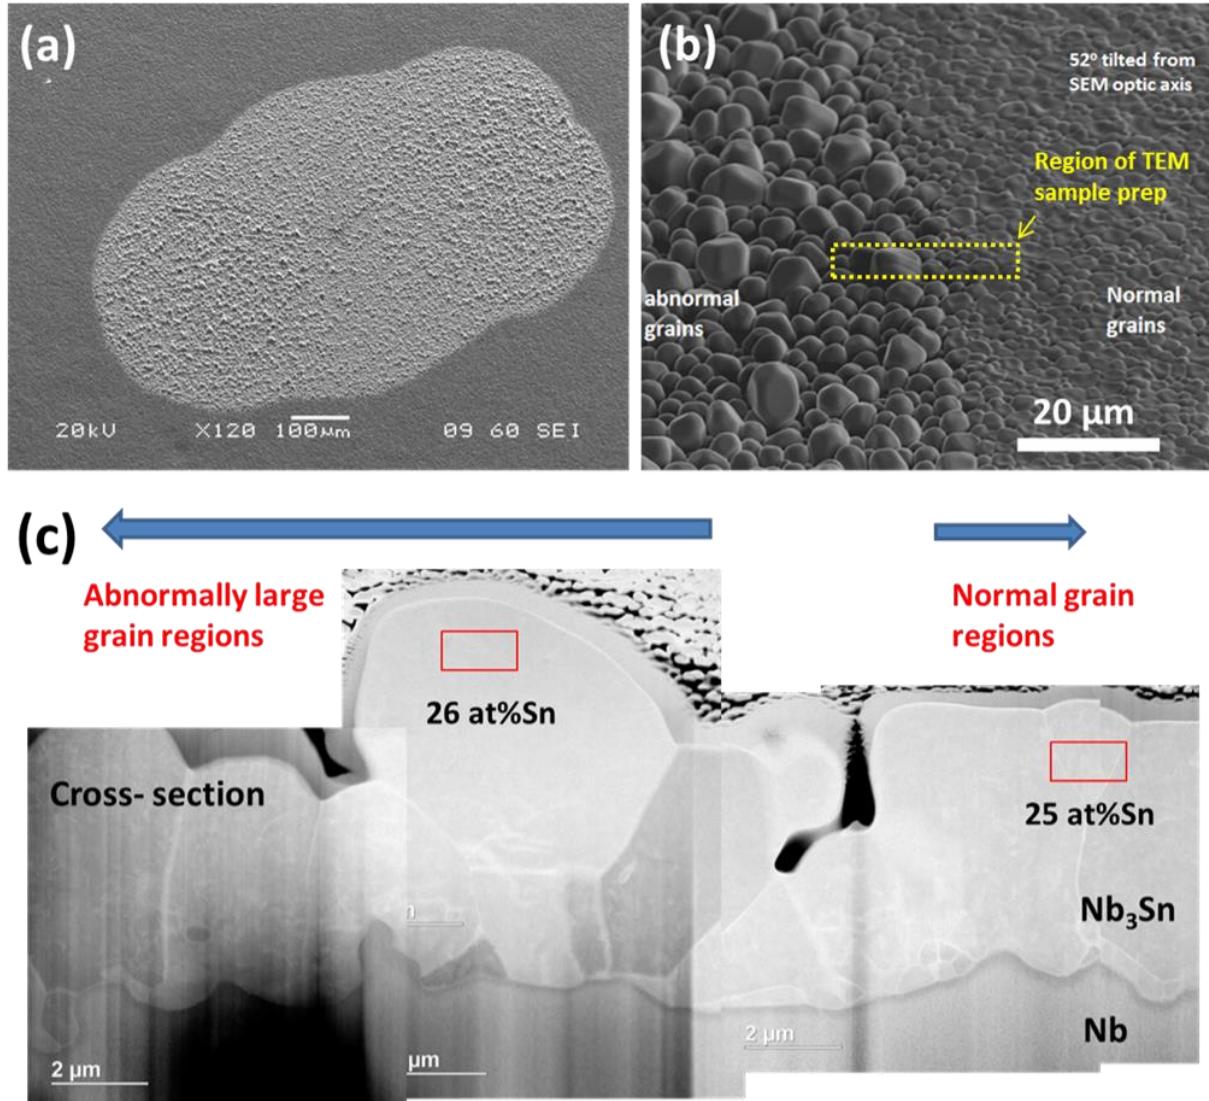 (a)
20kV X120 100µm 09 60 SEI
(b)
52º tilted from
SEM optic axis
Region of TEM
sample prep
abnormal
grains
Normal
grains
20 µm
(c)
Abnormally large
grain regions
Normal grain
regions
26 at%Sn
Cross- section
25 at%Sn
Nb3Sn
Nb
2 µm
µm
2 µm